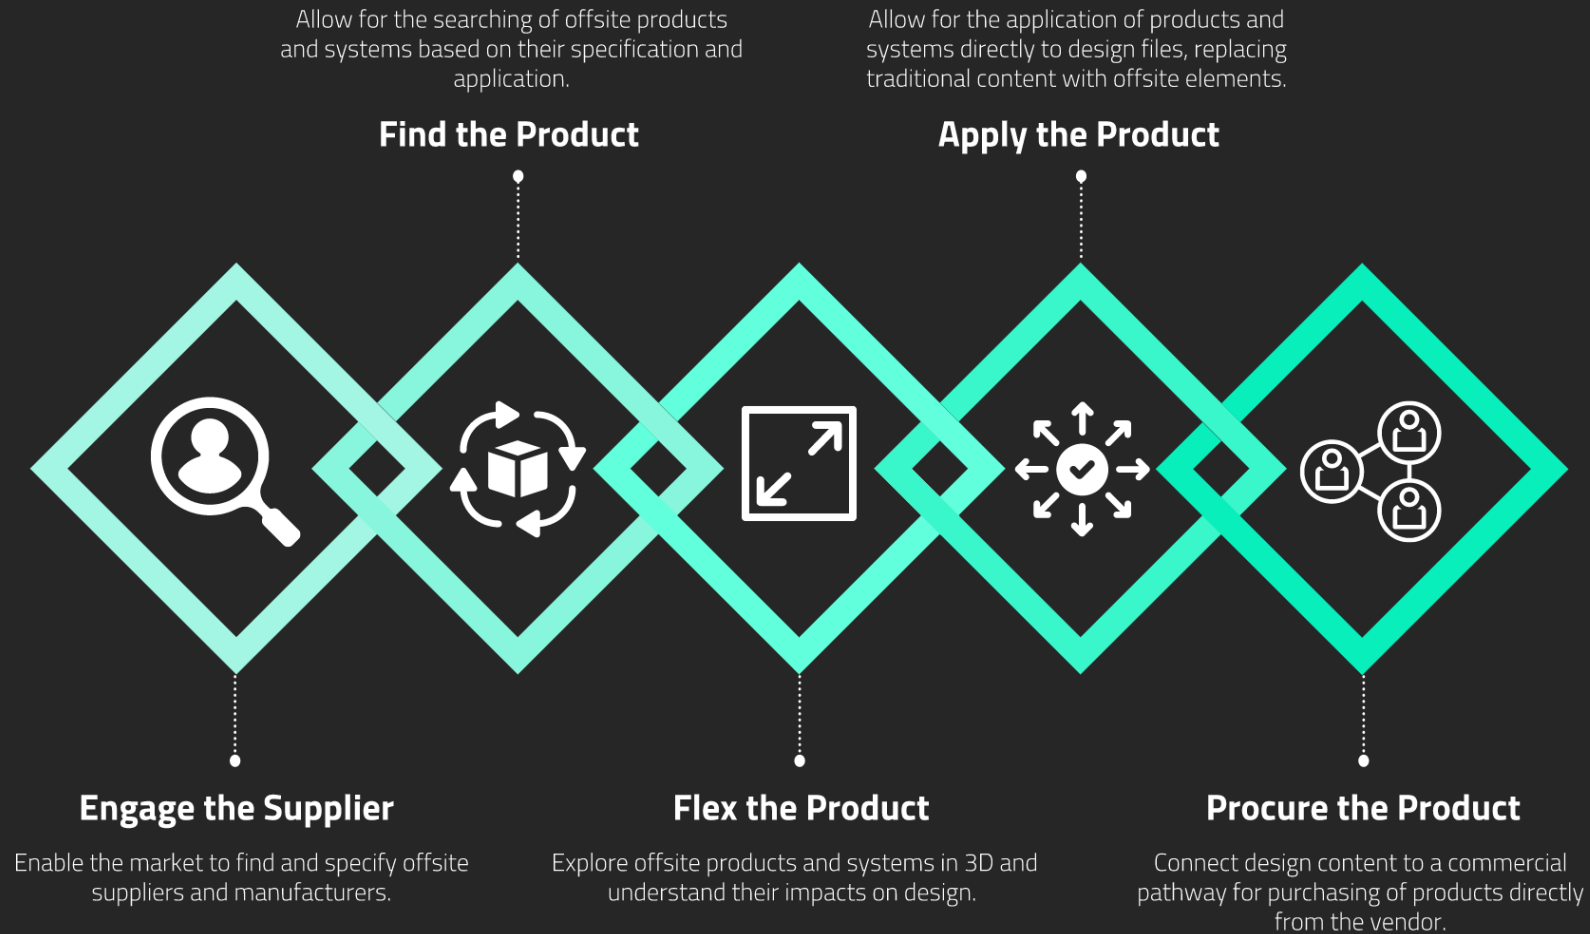 Allow for the searching of offsite products
and systems based on their specification and
application.
Find the Product
Allow for the application of products and
systems directly to design files, replacing
traditional content with offsite elements.
Apply the Product
Engage the Supplier
Enable the market to find and specify offsite
suppliers and manufacturers.
Flex the Product
Explore offsite products and systems in 3D and
understand their impacts on design.
Procure the Product
Connect design content to a commercial
pathway for purchasing of products directly
from the vendor.